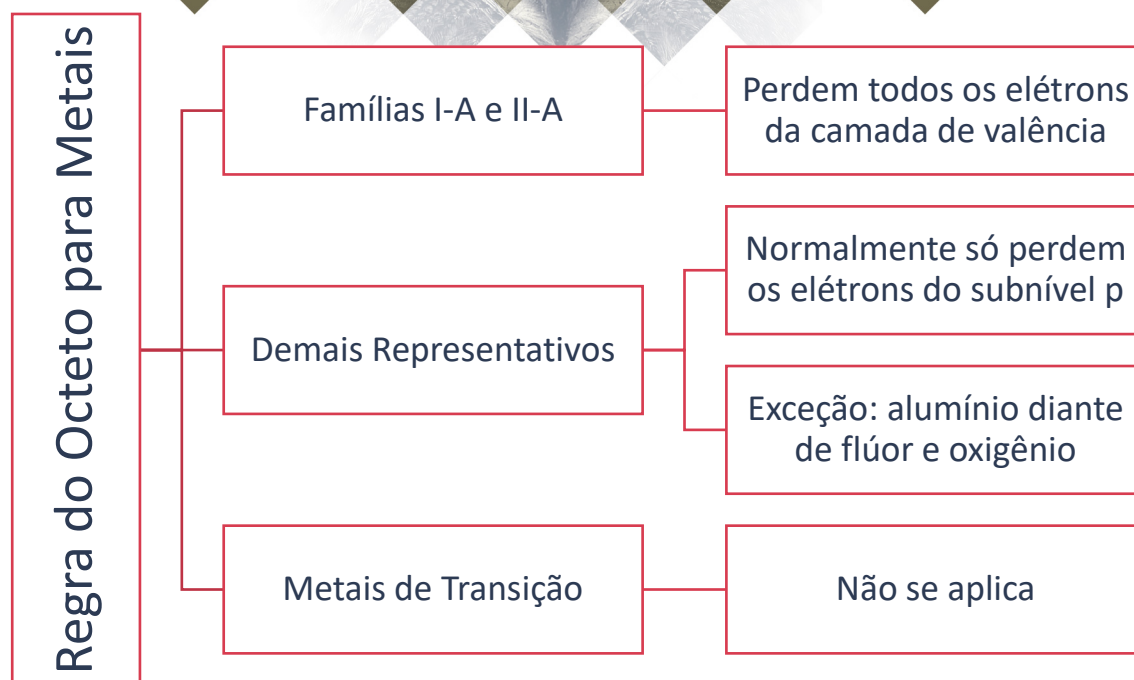 Regra do Octeto para Metais
Famílias I-A e II-A
Perdem todos os elétrons
da camada de valência
Demais Representativos
Normalmente só perdem
os elétrons do subnível p
Exceção: alumínio diante
de flúor e oxigênio
Metais de Transição
Não se aplica